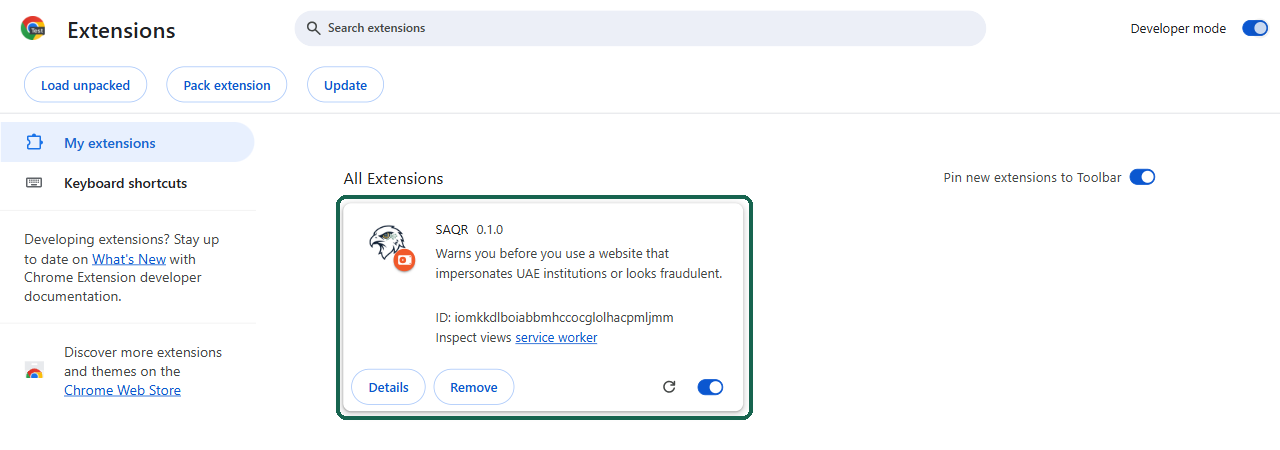 Test
Extensions
Search extensions
Developer mode
Load unpacked
Pack extension
Update
My extensions
Keyboard shortcuts
Developing extensions? Stay up
to date on What's New with
Chrome Extension developer
documentation.
Discover more extensions
and themes on the
Chrome Web Store
All Extensions
Pin new extensions to Toolbar
SAQR 0.1.0
Warns you before you use a website that
impersonates UAE institutions or looks fraudulent.
ID: iomkkdlboiabbmhccocglolhacpmljmm
Inspect views service worker
Details
Remove